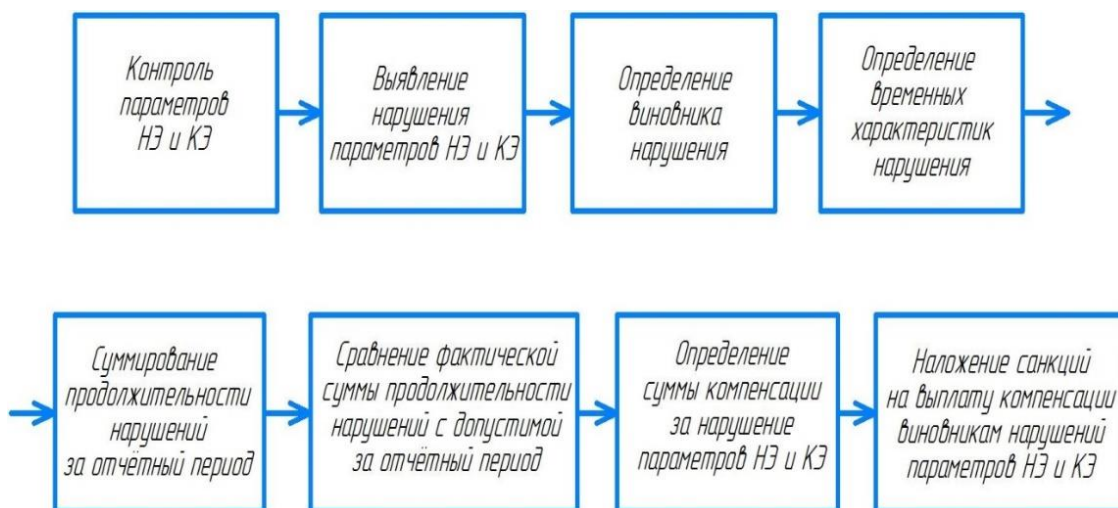 Контроль
параметров
НЭ и КЭ
Выявление
нарушения
параметров НЭ и КЭ
Определение
виновника
нарушения
Определение
временных
характеристик
нарушения
Суммирование
продолжительности
нарушений
за отчётный период
Сравнение фактической
суммы продолжительности
нарушений с допустимой
за отчётный период
Определение
суммы компенсации
за нарушение
параметров НЭ и КЭ
Наложение санкций
на выплату компенсации
виновникам нарушений
параметров НЭ и КЭ